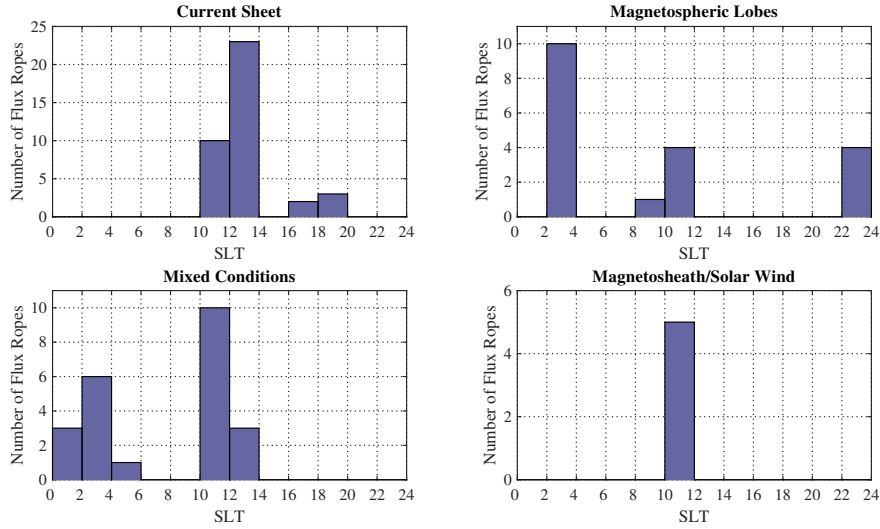 Current Sheet
Number of Flux Ropes
25
20
15
10
5
0
0 2 4 6 8 10 12 14 16 18 20 22 24
SLT
Magnetospheric Lobes
Number of Flux Ropes
10
8
6
4
2
0
0 2 4 6 8 10 12 14 16 18 20 22 24
SLT
Mixed Conditions
Number of Flux Ropes
10
8
6
4
2
0
0 2 4 6 8 10 12 14 16 18 20 22 24
SLT
Magnetosheath/Solar Wind
Number of Flux Ropes
6
4
2
0
0 2 4 6 8 10 12 14 16 18 20 22 24
SLT